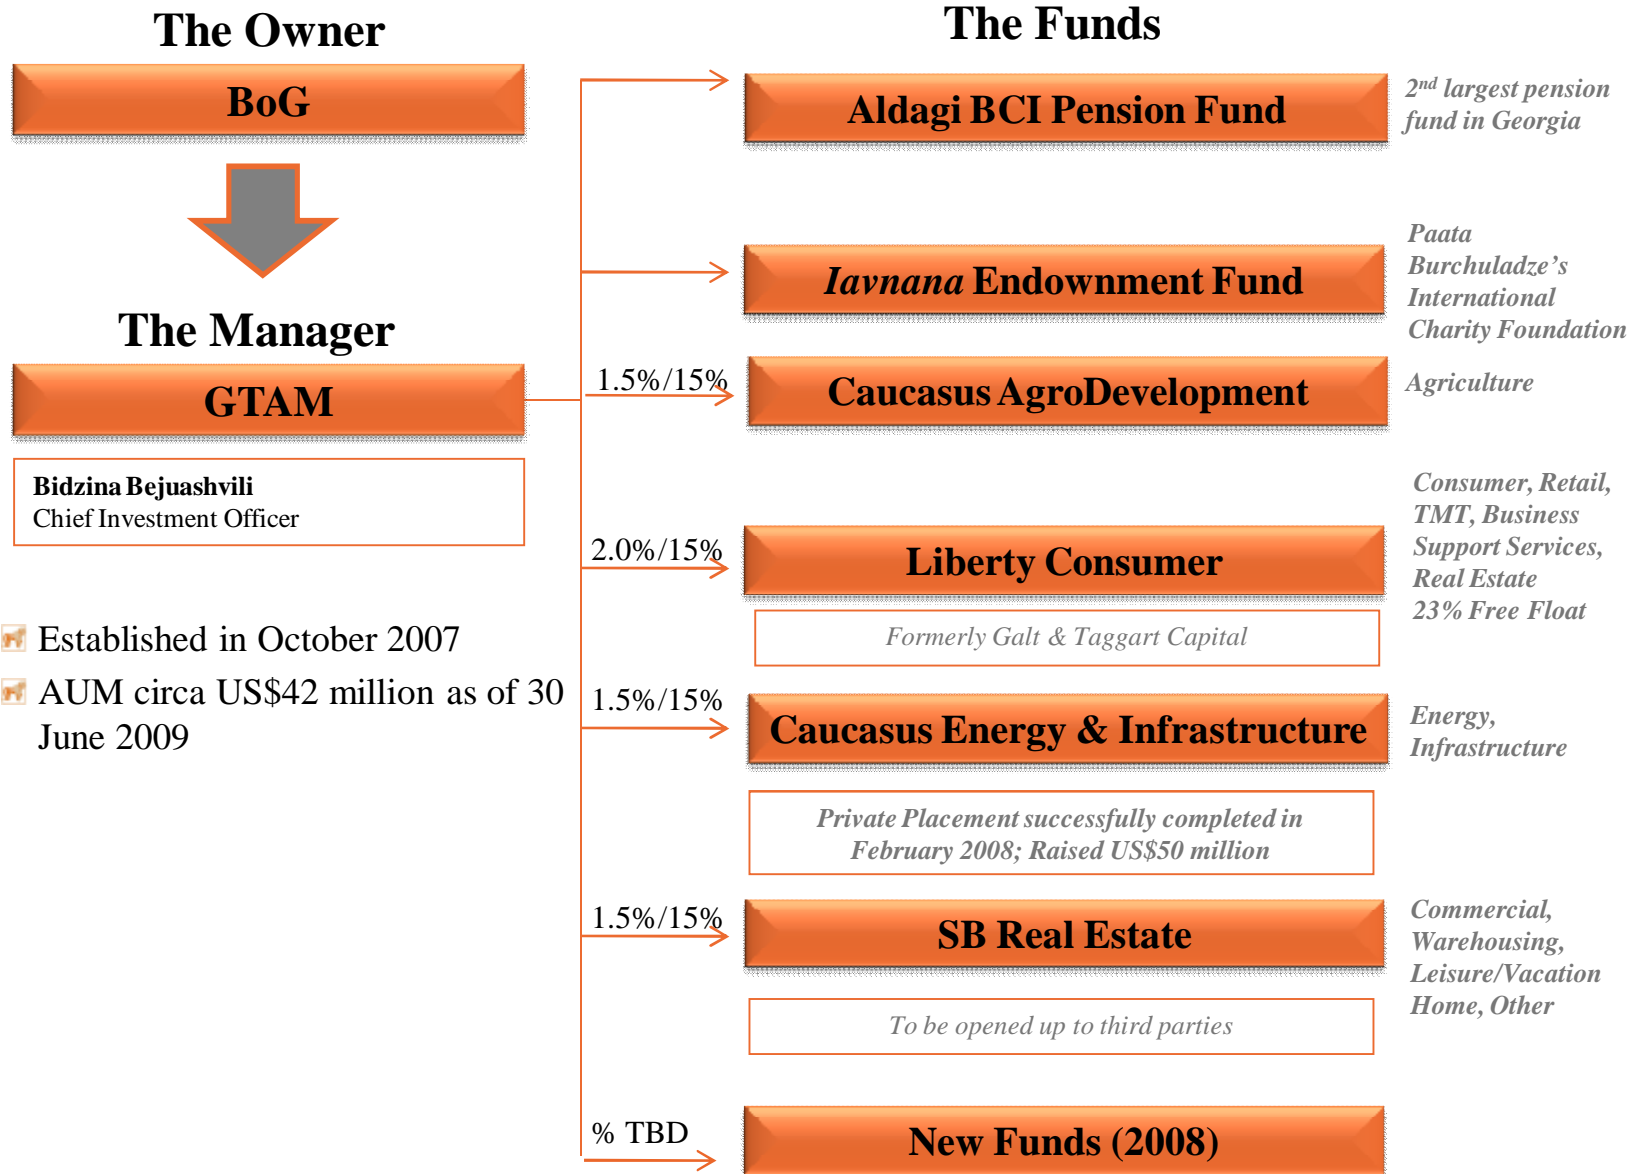 The Owner
BoG
The Manager
GTAM
Bidzina Bejuashvili
Chief Investment Officer
Established in October 2007
AUM circa US$42 million as of 30
June 2009
The Funds
Aldagi BCI Pension Fund
2nd largest pension
fund in Georgia
Iavnana Endownment Fund
Paata
Burchuladze's
International
Charity Foundation
1.5%/15%
Caucasus AgroDevelopment
Agriculture
2.0%/15%
Liberty Consumer
Formerly Galt & Taggart Capital
Consumer, Retail,
TMT, Business
Support Services,
Real Estate
23% Free Float
1.5%/15%
Caucasus Energy & Infrastructure
Energy,
Infrastructure
Private Placement successfully completed in
February 2008; Raised US$50 million
1.5%/15%
SB Real Estate
Commercial,
Warehousing,
Leisure/Vacation
Home, Other
To be opened up to third parties
% TBD
New Funds (2008)